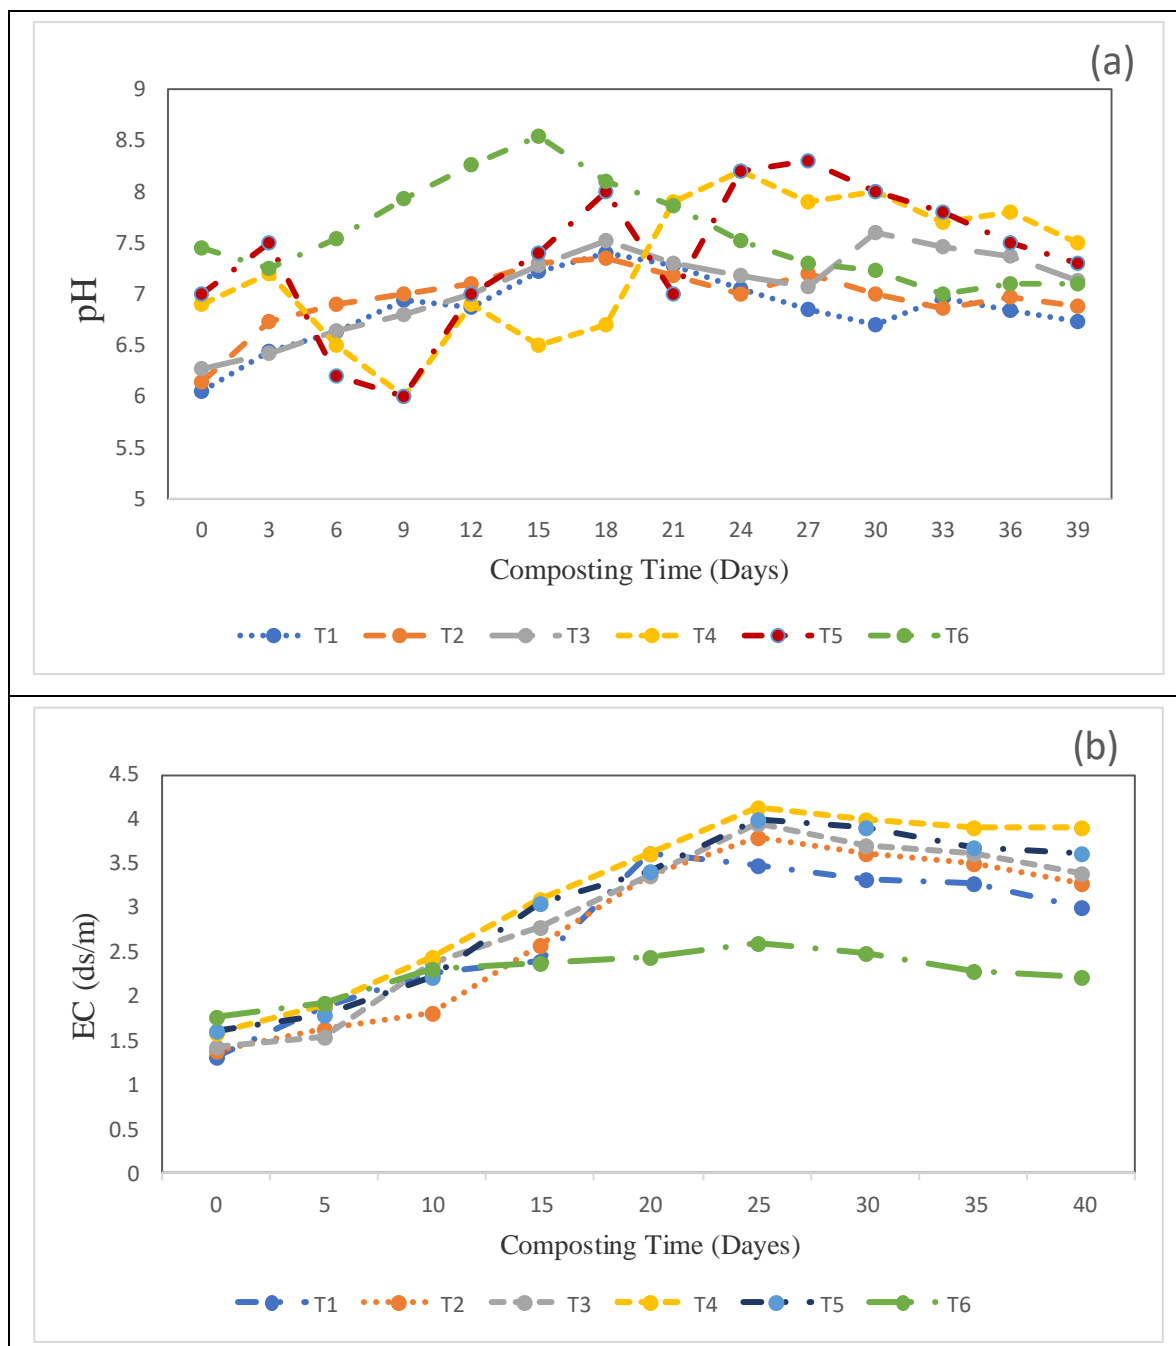 (a)
9
8.5
8
7.5
7
6.5
6
5.5
5
pH
0 3 6 9 12 15 18 21 24 27 30 33 36 39
Composting Time (Days)
T1 T2 T3 T4 T5 T6
(b)
4.5
4
3.5
3
2.5
2
1.5
1
0.5
0
EC (ds/m)
0 5 10 15 20 25 30 35 40
Composting Time (Dayes)
T1 T2 T3 T4 T5 T6